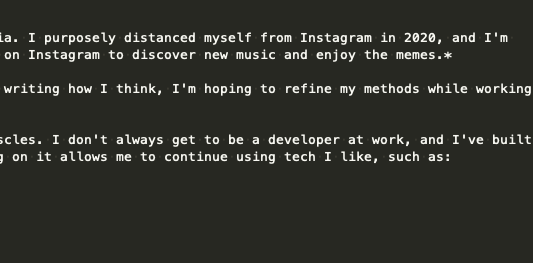 ia. I purposely distanced myself from Instagram in 2020, and I'm
on Instagram to discover new music and enjoy the memes.*
writing how I think, I'm hoping to refine my methods while working
scles. I don't always get to be a developer at work, and I've built
g on it allows me to continue using tech I like, such as: